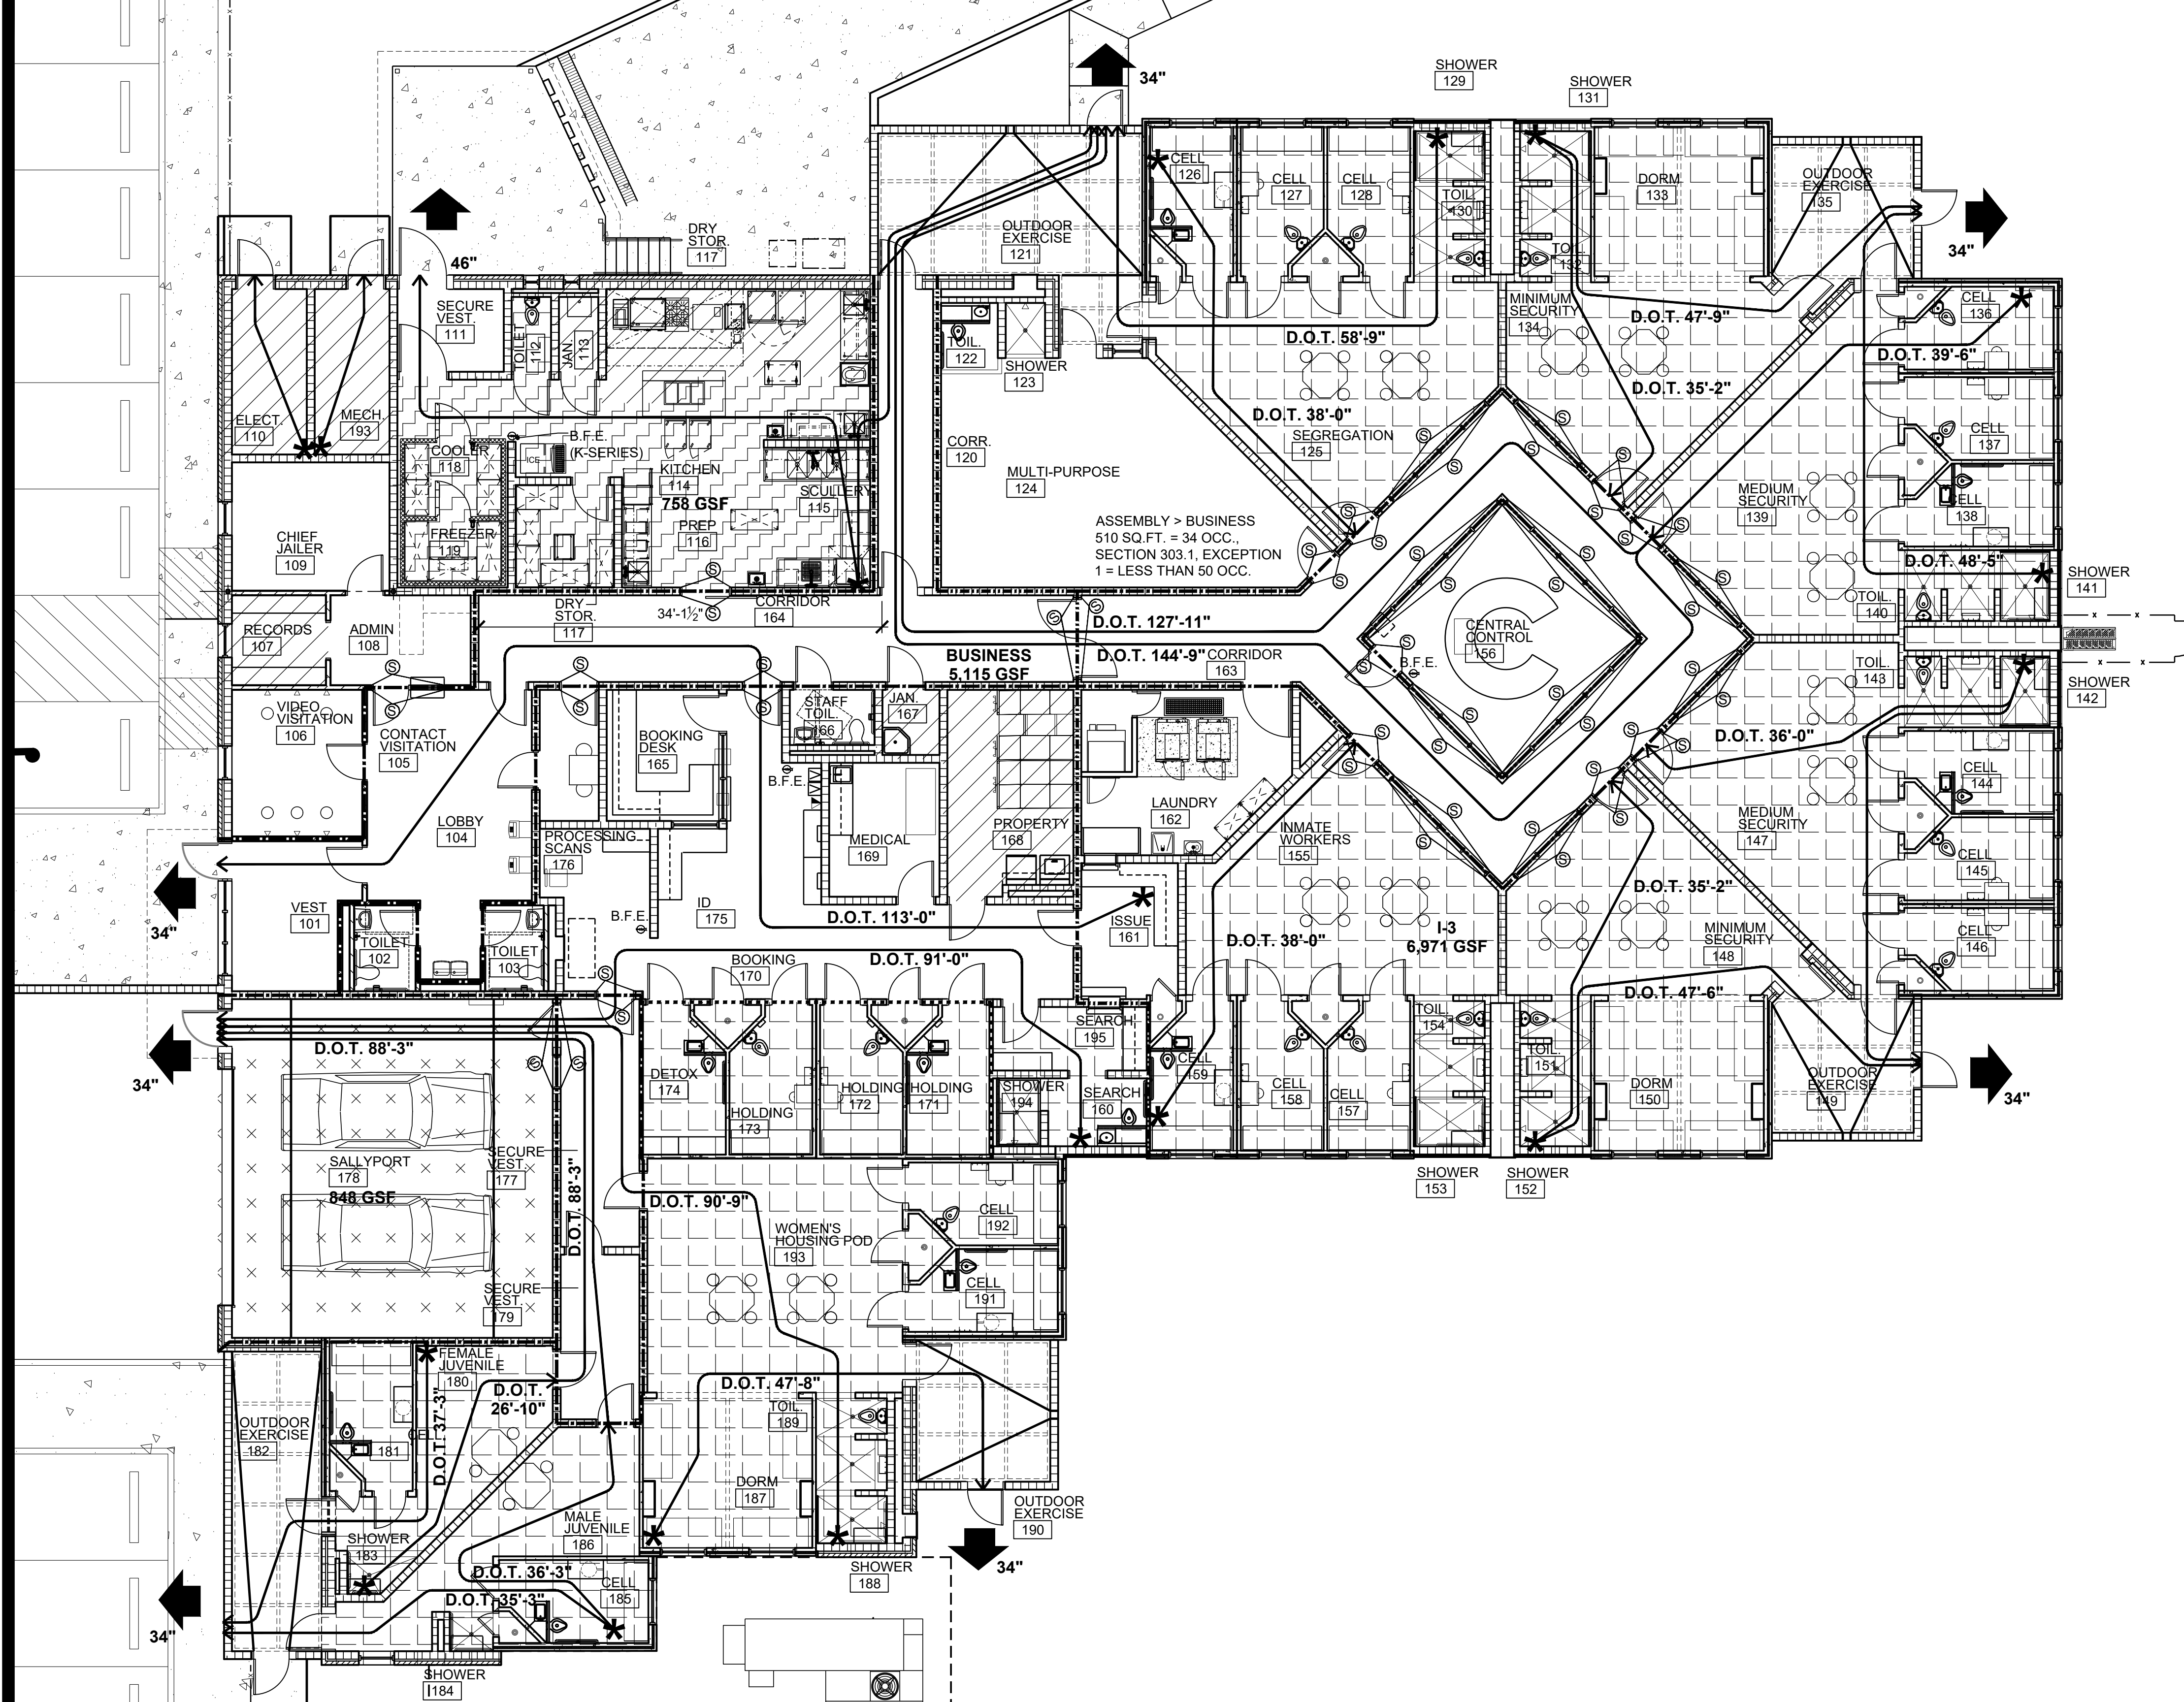 SHOWER
129
SHOWER
131
34"
CELL
126
CELL
127
CELL
128
TOIL.
130
TOIL.
132
DORM
133
OUTDOOR
EXERCISE
135
34"
DRY
STOR.
117
OUTDOOR
EXERCISE
121
46"
SECURE
VEST.
111
TOILET
112
JAN.
113
TOIL.
122
SHOWER
123
MINIMUM
SECURITY
134
D.O.T. 58'-9"
D.O.T. 47'-9"
CELL
136
D.O.T. 39'-6"
D.O.T. 35'-2"
ELECT.
110
MECH.
193
COOLER
118
B.F.E.
(K-SERIES)
ICE
KITCHEN
114
758 GSF
SCULLERY
115
PREP
116
FREEZER
119
CORR.
120
MULTI-PURPOSE
124
D.O.T. 38'-0"
SEGREGATION
125
CELL
137
MEDIUM
SECURITY
139
CELL
138
ASSEMBLY > BUSINESS
510 SQ.FT. = 34 OCC.,
SECTION 303.1, EXCEPTION
1 = LESS THAN 50 OCC.
CHIEF
JAILER
109
D.O.T. 48'-5"
SHOWER
141
TOIL.
140
RECORDS
107
ADMIN
108
DRY
STOR.
117
34'-1½"
CORRIDOR
164
D.O.T. 127'-11"
CENTRAL
CONTROL
156
B.F.E.
BUSINESS
5,115 GSF
D.O.T. 144'-9"
CORRIDOR
163
TOIL.
143
SHOWER
142
VIDEO
VISITATION
106
CONTACT
VISITATION
105
BOOKING
DESK
165
STAFF
TOIL.
166
JAN.
167
D.O.T. 36'-0"
CELL
144
B.F.E.
LOBBY
104
PROCESSING
SCANS
176
MEDICAL
169
PROPERTY
168
LAUNDRY
162
INMATE
WORKERS
155
MEDIUM
SECURITY
147
CELL
145
34"
VEST
101
TOILET
102
TOILET
103
B.F.E.
ID
175
D.O.T. 113'-0"
ISSUE
161
D.O.T. 38'-0"
I-3
6,971 GSF
D.O.T. 35'-2"
MINIMUM
SECURITY
148
CELL
146
BOOKING
170
D.O.T. 91'-0"
D.O.T. 47'-6"
34"
D.O.T. 88'-3"
DETOX
174
HOLDING
173
HOLDING
172
HOLDING
171
SEARCH
195
SHOWER
194
SEARCH
160
CELL
159
CELL
158
CELL
157
TOIL.
154
TOIL.
151
DORM
150
OUTDOOR
EXERCISE
149
34"
SALLYPORT
178
848 GSF
SECURE
VEST.
177
D.O.T. 88'-3"
SHOWER
153
SHOWER
152
D.O.T. 90'-9"
WOMEN'S
HOUSING POD
193
CELL
192
CELL
191
SECURE
VEST.
179
FEMALE
JUVENILE
180
D.O.T.
26'-10"
D.O.T. 37'-3"
D.O.T. 47'-8"
TOIL.
189
OUTDOOR
EXERCISE
182
CELL
181
DORM
187
OUTDOOR
EXERCISE
190
MALE
JUVENILE
186
SHOWER
183
D.O.T. 36'-3"
D.O.T. 35'-3"
CELL
185
SHOWER
188
34"
34"
SHOWER
184